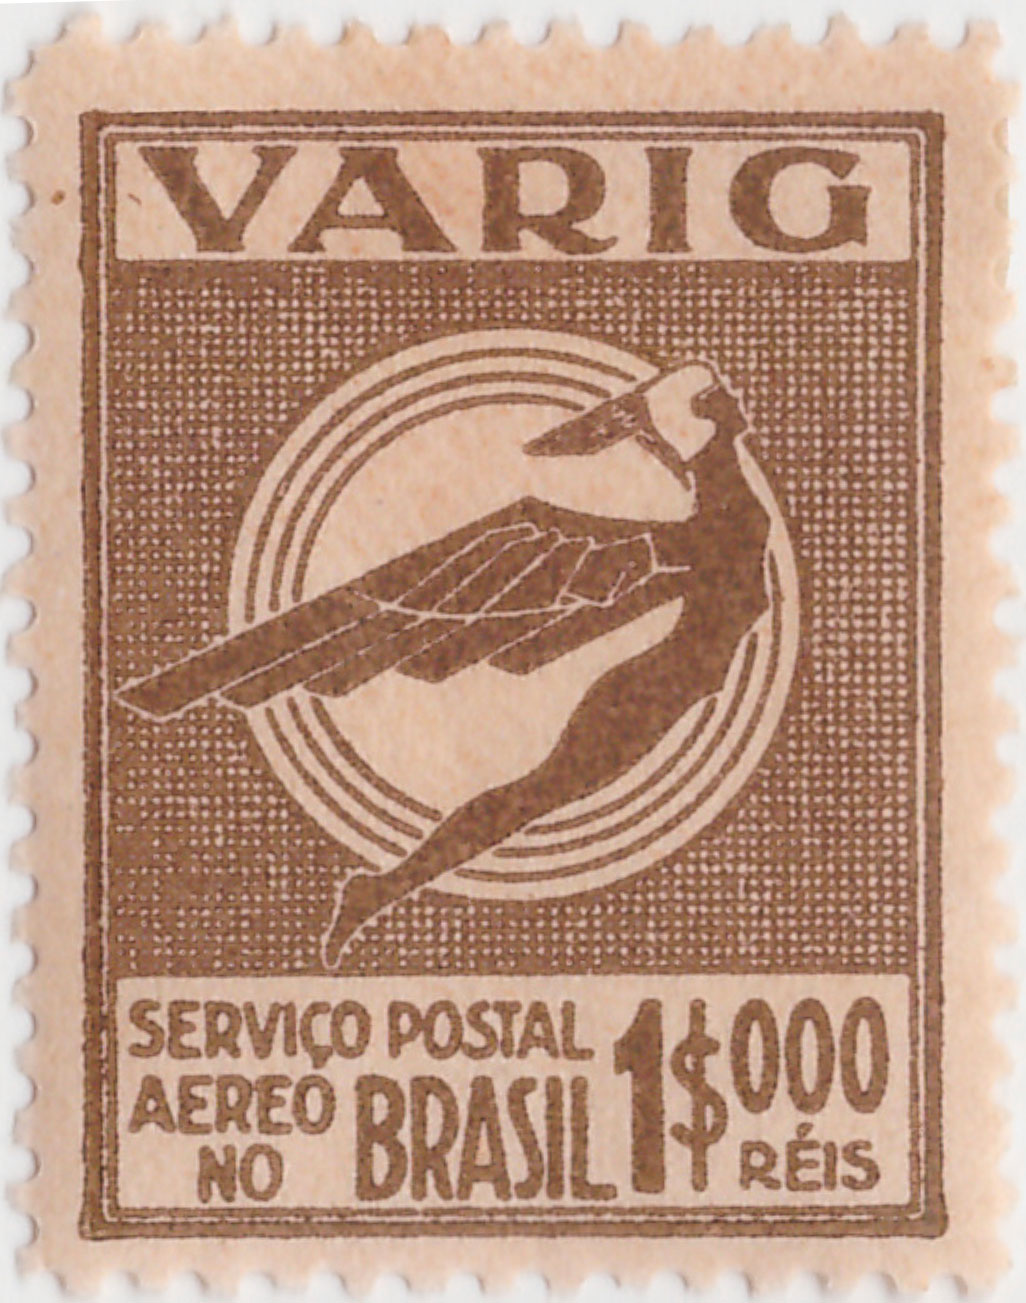 VARIG
SERVIÇO POSTAL
AEREO
NO BRASIL
1$000
RÉIS